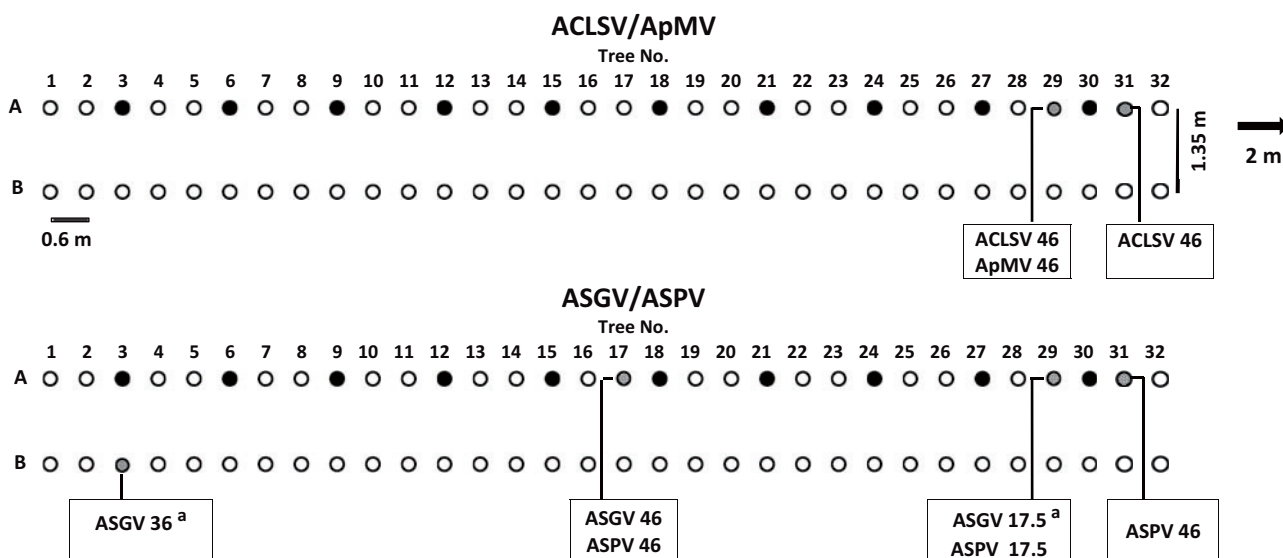 ACLSV/ApMV
Tree No.
1 2 3 4 5 6 7 8 9 10 11 12 13 14 15 16 17 18 19 20 21 22 23 24 25 26 27 28 29 30 31 32
A
1.35 m
2 m
B
0.6 m
ACLSV 46
ApMV 46
ACLSV 46
ASGV/ASPV
Tree No.
1 2 3 4 5 6 7 8 9 10 11 12 13 14 15 16 17 18 19 20 21 22 23 24 25 26 27 28 29 30 31 32
A
B
ASGV 36 a
ASGV 46
ASPV 46
ASGV 17.5 a
ASPV 17.5
ASPV 46